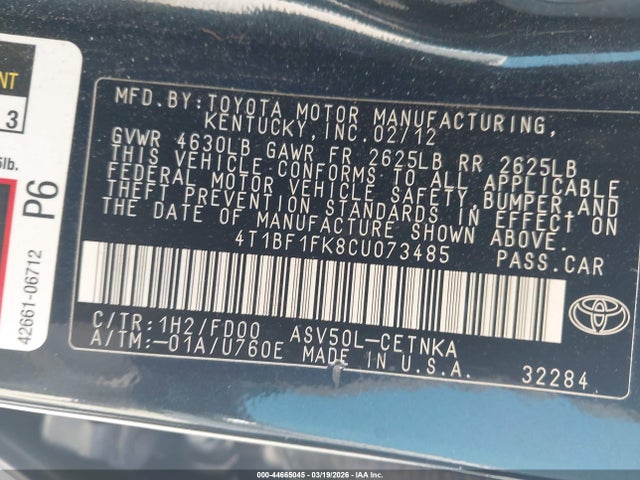 NT
3
lb.
P6
42661-06712
MFD.BY:TOYOTA MOTOR MANUFACTURING,
KENTUCKY,INC.02/12
GVWR 4630LB GAWR FR 2625LB RR 2625LB
THIS VEHICLE CONFORMS TO ALL APPLICABLE
FEDERAL MOTOR VEHICLE SAFETY,BUMPER,AND
THEFT PREVENTION STANDARDS IN EFFECT ON
THE DATE OF MANUFACTURE SHOWN ABOVE.
4T1BF1FK8CU073485 PASS.CAR
C/TR:1H2/FD00 ASV50L-CETNKA
A/TM:-01A/U760E MADE IN U.S.A.
32284
000-44665045 - 03/19/2026 - IAA Inc.